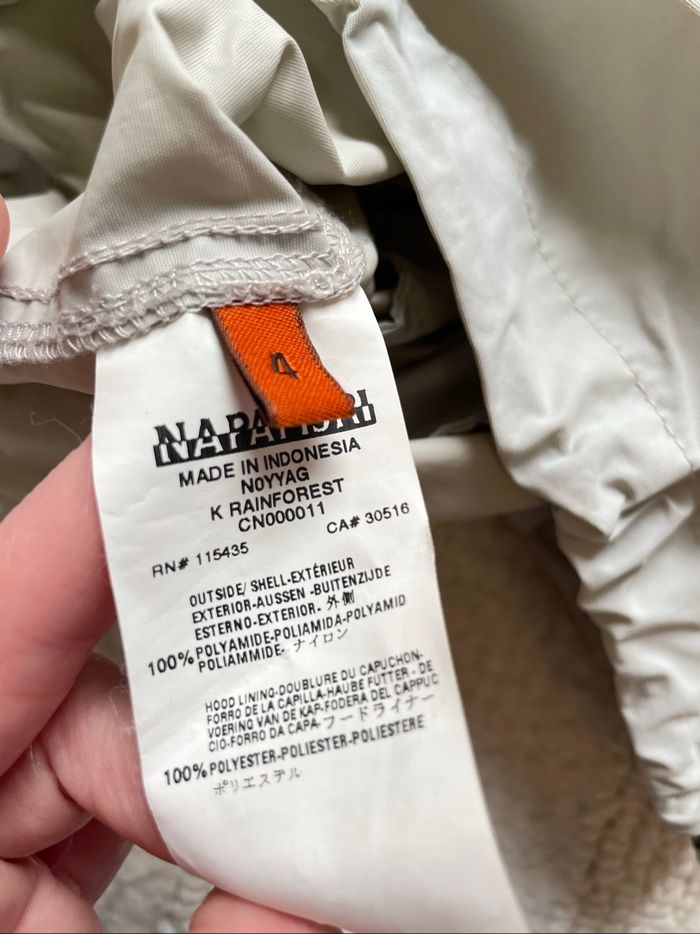 4
NAPAPIJRI
MADE IN INDONESIA
N0YYAG
K RAINFOREST
CN000011
RN# 115435
CA# 30516
OUTSIDE/ SHELL-EXTÉRIEUR
EXTERIOR-AUSSEN -BUITENZIJDE
ESTERNO-EXTERIOR- 外側
100% POLYAMIDE-POLIAMIDA-POLYAMID
POLIAMMIDE- ナイロン
HOOD LINING-DOUBLURE DU CAPUCHON-
FORRO DE LA CAPILLA-HAUBE FUTTER - DE
VOERING VAN DE KAP-FODERA DEL CAPPUC
CIO-FORRO DA CAPA-フードライナー
100% POLYESTER-POLIESTER-POLIESTERE
ポリエステル